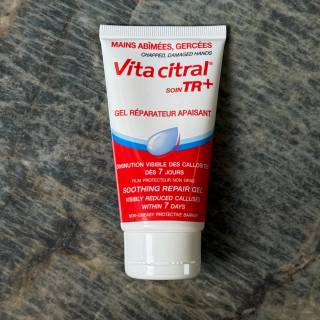 MAINS ABÎMÉES, GERCÉES
CHAPPED, DAMAGED HANDS
Vita citral®
SOIN TR+
GEL RÉPARATEUR APAISANT
DIMINUTION VISIBLE DES CALLOSITÉS
DÈS 7 JOURS
FILM PROTECTEUR NON GRAS
SOOTHING REPAIR GEL
VISIBLY REDUCED CALLUSES
WITHIN 7 DAYS
NON-GREASY PROTECTIVE BARRIER